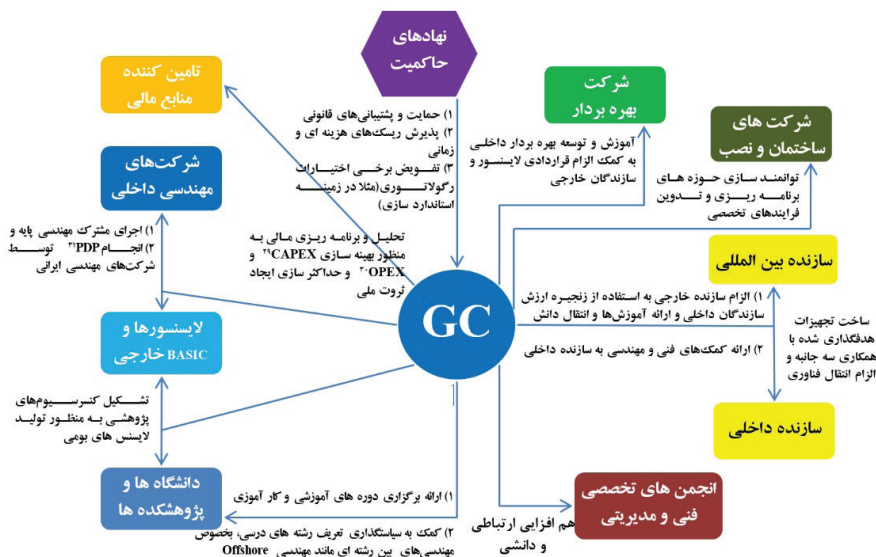 نهادهای
حاکمیت
تامین کننده
منابع مالی
شرکت
بهره بردار
شرکت های
ساختمان و نصب
۱) حمایت و پشتیبانی‌های قانونی
۲) پذیرش ریسک‌های هزینه ای و
زمانی
۳) تفویض برخی اختیارات
رگولاتوری(مثلا در زمینه
استاندارد سازی)
آموزش و توسعه بهره بردار داخلی
به کمک الزام قراردادی لایسنسور و
سازندگان خارجی
توانمند سازی حوزه های
برنامه ریزی و تدوین
فرایندهای تخصصی
شرکت‌های
مهندسی داخلی
۱) اجرای مشترک مهندسی پایه و
۲) انجام PDP۳۱ توسط
شرکت‌های مهندسی ایرانی
تحلیل و برنامه ریزی مالی به
منظور بهینه سازی CAPEX۲۹ و
OPEX۳۰ و حداکثر سازی ایجاد
ثروت ملی
GC
سازنده بین المللی
۱) الزام سازنده خارجی به استفاده از زنجیره ارزش
سازندگان داخلی و ارائه آموزش‌ها و انتقال دانش
۲) ارائه کمک‌های فنی و مهندسی به سازنده داخلی
ساخت تجهیزات
هدفگذاری شده با
همکاری سه جانبه و
الزام انتقال فناوری
سازنده داخلی
لایسنسورها و
BASIC خارجی
تشکیل کنسرسیوم‌های
پژوهشی به منظور تولید
لایسنس های بومی
دانشگاه ها و
پژوهشکده ها
۱) ارائه برگزاری دوره های آموزشی و کار آموزی
۲) کمک به سیاستگذاری تعریف رشته های درسی، بخصوص
مهندسی‌های بین رشته ای مانند مهندسی Offshore
هم افزایی ارتباطی
و دانشی
انجمن های تخصصی
فنی و مدیریتی